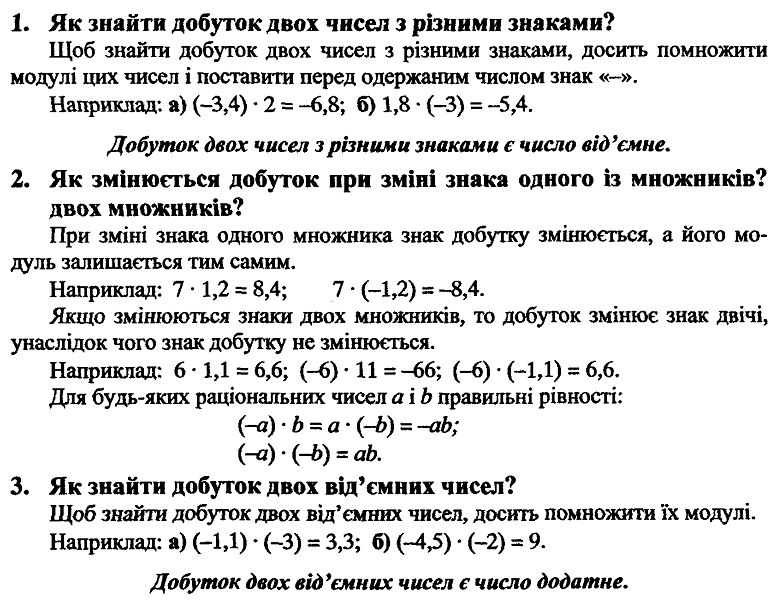 1. Як знайти добуток двох чисел з різними знаками?
Щоб знайти добуток двох чисел з різними знаками, досить помножити
модулі цих чисел і поставити перед одержаним числом знак «–».
Наприклад: а) (–3,4) · 2 = –6,8; б) 1,8 · (–3) = –5,4.
Добуток двох чисел з різними знаками є число від’ємне.
2. Як змінюється добуток при зміні знака одного із множників?
двох множників?
При зміні знака одного множника знак добутку змінюється, а його мо-
дуль залишається тим самим.
Наприклад: 7 · 1,2 = 8,4; 7 · (–1,2) = –8,4.
Якщо змінюються знаки двох множників, то добуток змінює знак двічі,
унаслідок чого знак добутку не змінюється.
Наприклад: 6 · 1,1 = 6,6; (–6) · 11 = –66; (–6) · (–1,1) = 6,6.
Для будь-яких раціональних чисел a і b правильні рівності:
(–a) · b = a · (–b) = –ab;
(–a) · (–b) = ab.
3. Як знайти добуток двох від’ємних чисел?
Щоб знайти добуток двох від’ємних чисел, досить помножити їх модулі.
Наприклад: а) (–1,1) · (–3) = 3,3; б) (–4,5) · (–2) = 9.
Добуток двох від’ємних чисел є число додатне.